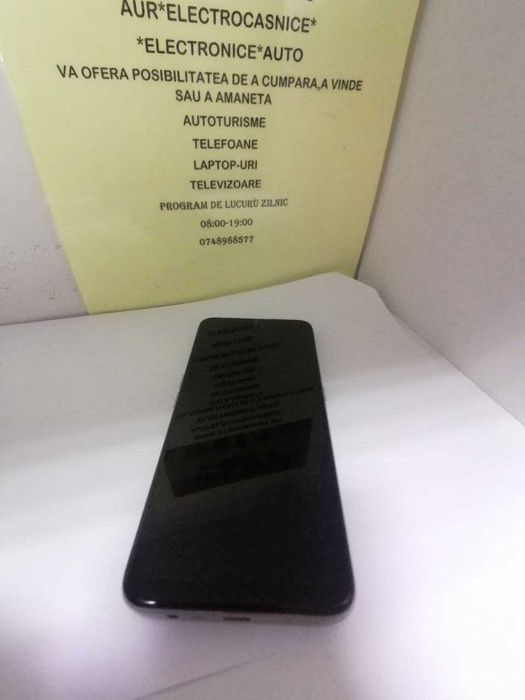 AUR*ELECTROCASNICE*
*ELECTRONICE*AUTO
VA OFERA POSIBILITATEA DE A CUMPARA,A VINDE
SAU A AMANETA
AUTOTURISME
TELEFOANE
LAPTOP-URI
TELEVIZOARE
PROGRAM DE LUCURU ZILNIC
08:00-19:00
0748988577